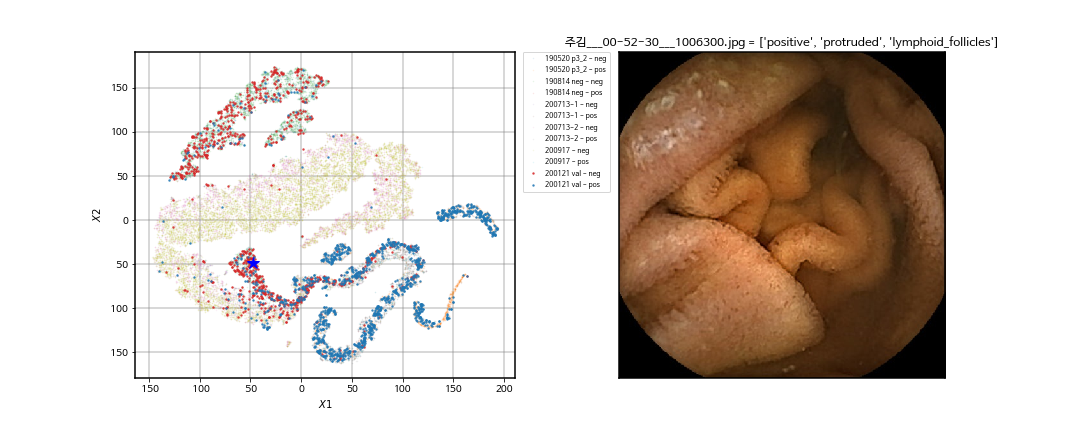 주김___00-52-30___1006300.jpg = ['positive', 'protruded', 'lymphoid_follicles']
190520 p3_2 - neg
190520 p3_2 - pos
190814 neg - neg
190814 neg - pos
200713-1 - neg
200713-1 - pos
200713-2 - neg
200713-2 - pos
200917 - neg
200917 - pos
200121 val - neg
200121 val - pos
X2
150
100
50
0
50
100
150
150 100 50 0 50 100 150 200
X1